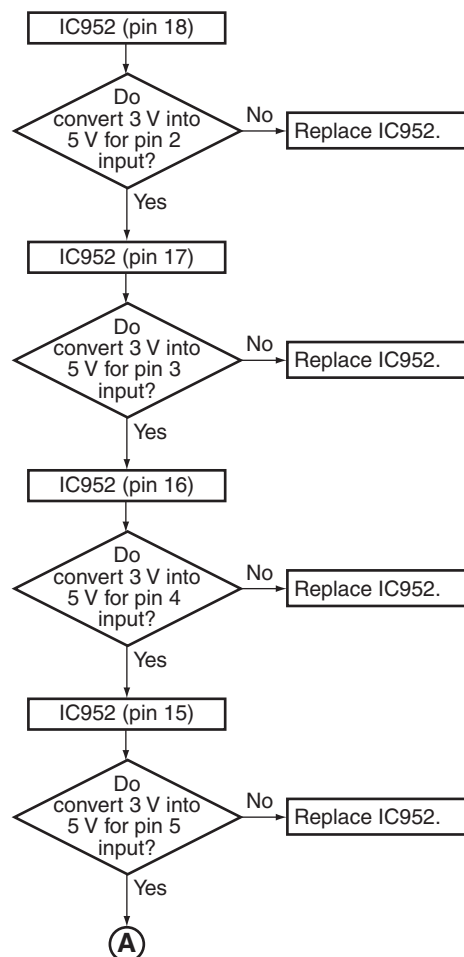 IC952 (pin 18)
Do
convert 3 V into
5 V for pin 2
input?
No
Replace IC952.
Yes
IC952 (pin 17)
Do
convert 3 V into
5 V for pin 3
input?
No
Replace IC952.
Yes
IC952 (pin 16)
Do
convert 3 V into
5 V for pin 4
input?
No
Replace IC952.
Yes
IC952 (pin 15)
Do
convert 3 V into
5 V for pin 5
input?
No
Replace IC952.
Yes
A